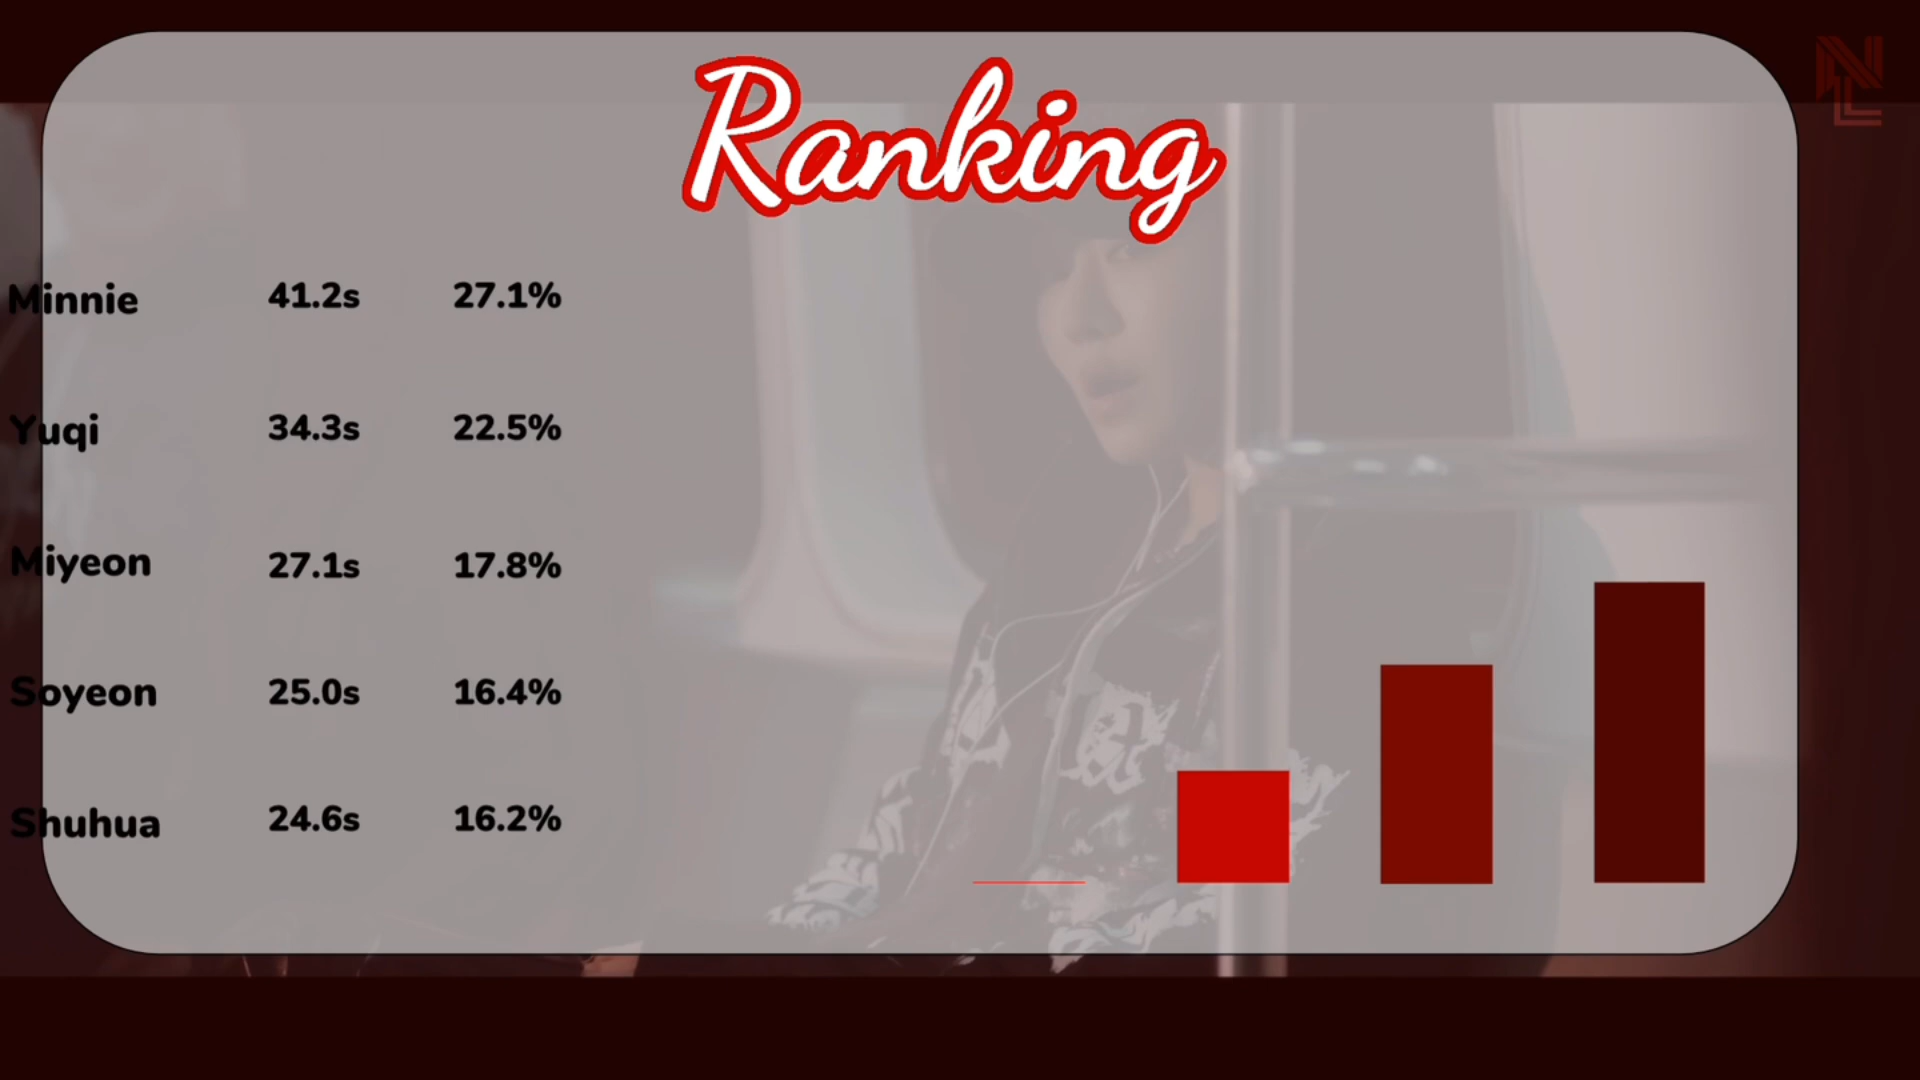 Ranking
Minnie 41.2s 27.1%
Yuqi 34.3s 22.5%
Miyeon 27.1s 17.8%
Soyeon 25.0s 16.4%
Shuhua 24.6s 16.2%
NL